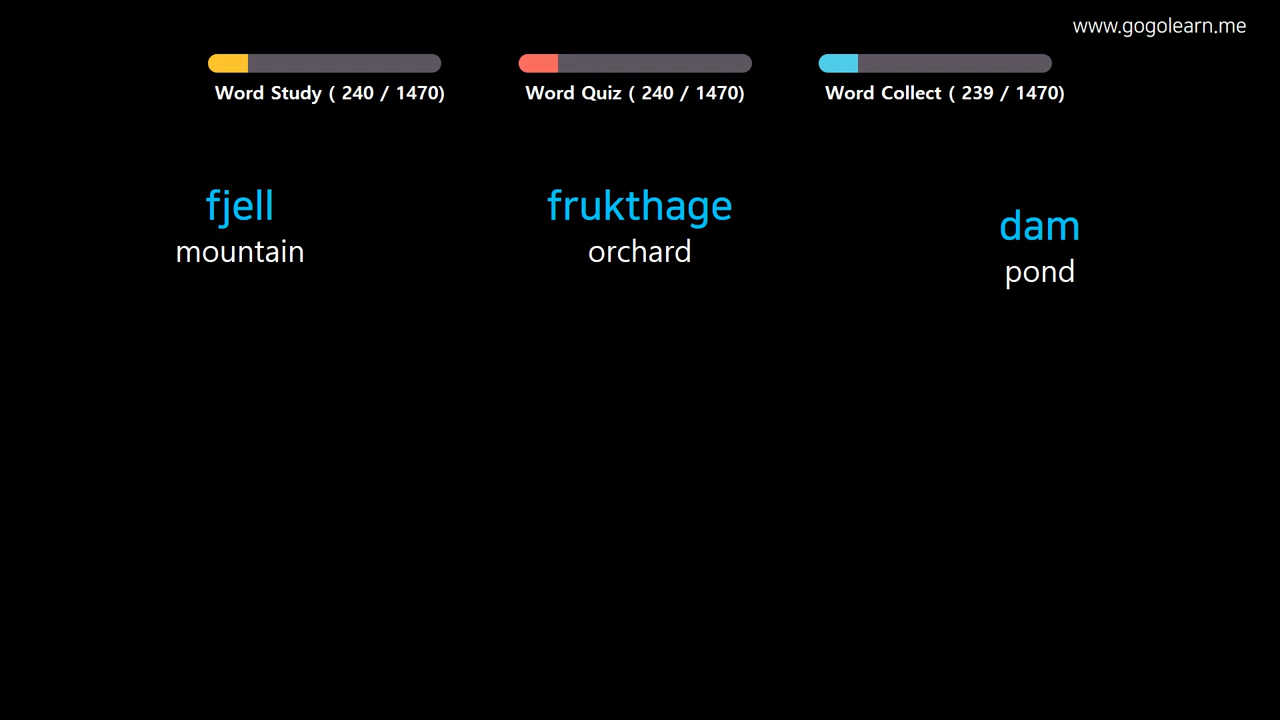 www.gogolearn.me
Word Study ( 240 / 1470)
Word Quiz ( 240 / 1470)
Word Collect ( 239 / 1470)
fjell
mountain
frukthage
orchard
dam
pond